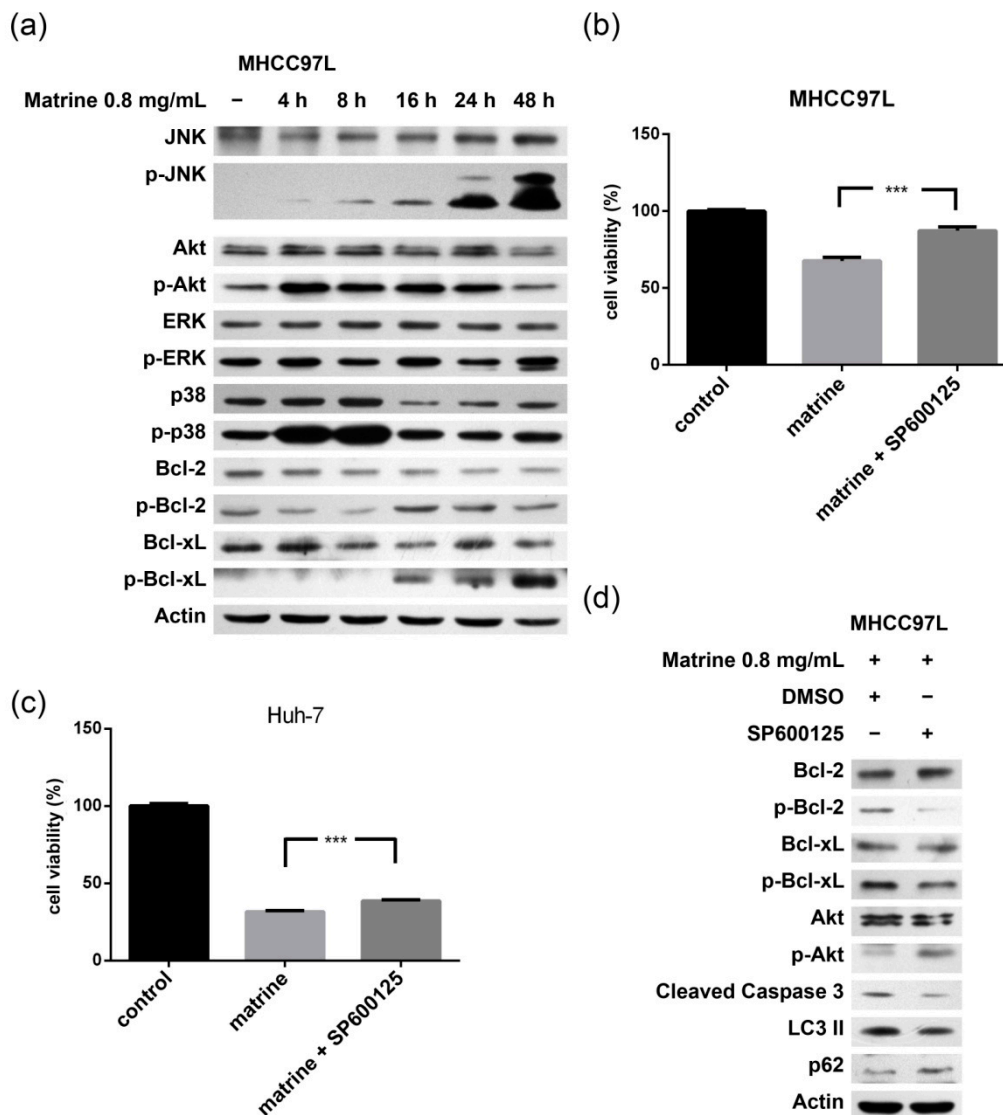 (a)
MHCC97L
Matrine 0.8 mg/mL – 4 h 8 h 16 h 24 h 48 h
JNK
p-JNK
Akt
p-Akt
ERK
p-ERK
p38
p-p38
Bcl-2
p-Bcl-2
Bcl-xL
p-Bcl-xL
Actin
(b)
MHCC97L
***
cell viability (%)
150
100
50
0
control
matrine
matrine + SP600125
(c)
Huh-7
***
cell viability (%)
150
100
50
0
control
matrine
matrine + SP600125
(d)
MHCC97L
Matrine 0.8 mg/mL + +
DMSO + –
SP600125 – +
Bcl-2
p-Bcl-2
Bcl-xL
p-Bcl-xL
Akt
p-Akt
Cleaved Caspase 3
LC3 II
p62
Actin